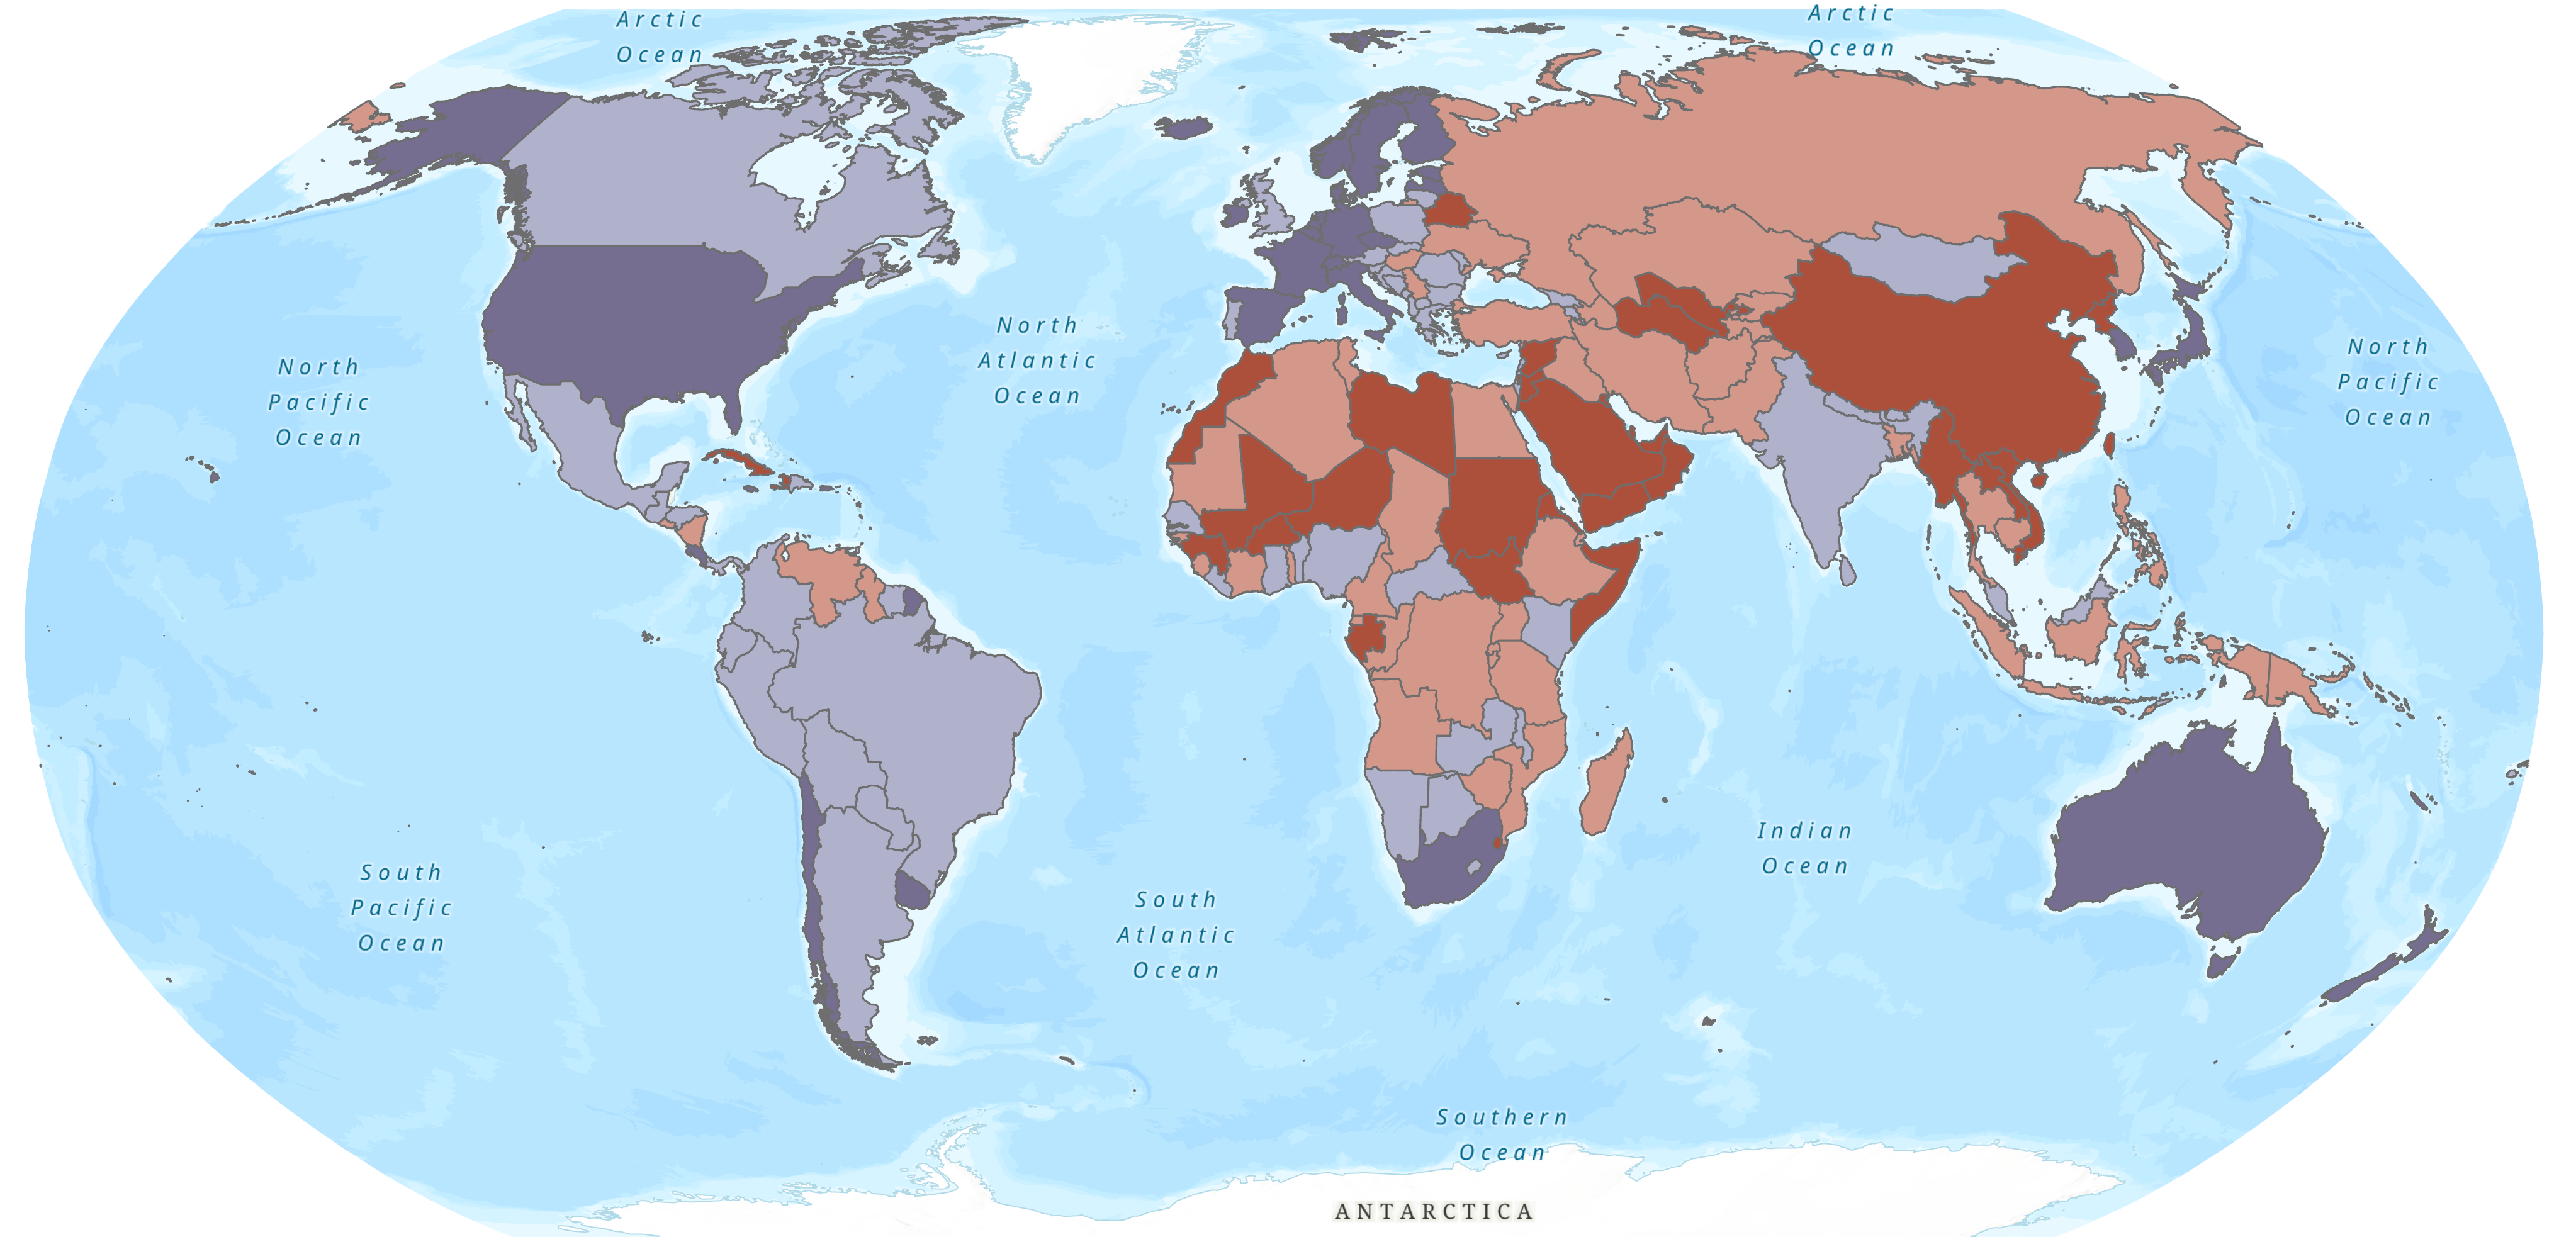 Arctic
Ocean
Arctic
Ocean
North
Atlantic
Ocean
North
Pacific
Ocean
North
Pacific
Ocean
Indian
Ocean
South
Pacific
Ocean
South
Atlantic
Ocean
Southern
Ocean
ANTARCTICA